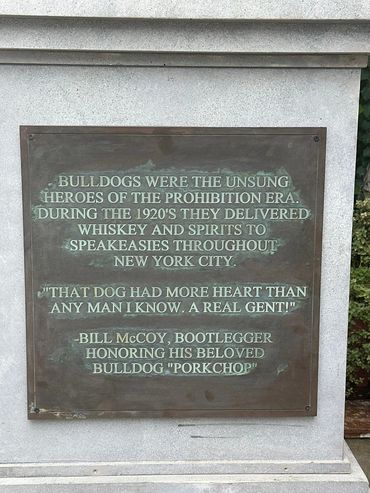 BULLDOGS WERE THE UNSUNG
HEROES OF THE PROHIBITION ERA.
DURING THE 1920'S THEY DELIVERED
WHISKEY AND SPIRITS TO
SPEAKEASIES THROUGHOUT
NEW YORK CITY.
"THAT DOG HAD MORE HEART THAN
ANY MAN I KNOW. A REAL GENT!"
-BILL McCOY, BOOTLEGGER
HONORING HIS BELOVED
BULLDOG "PORKCHOP"